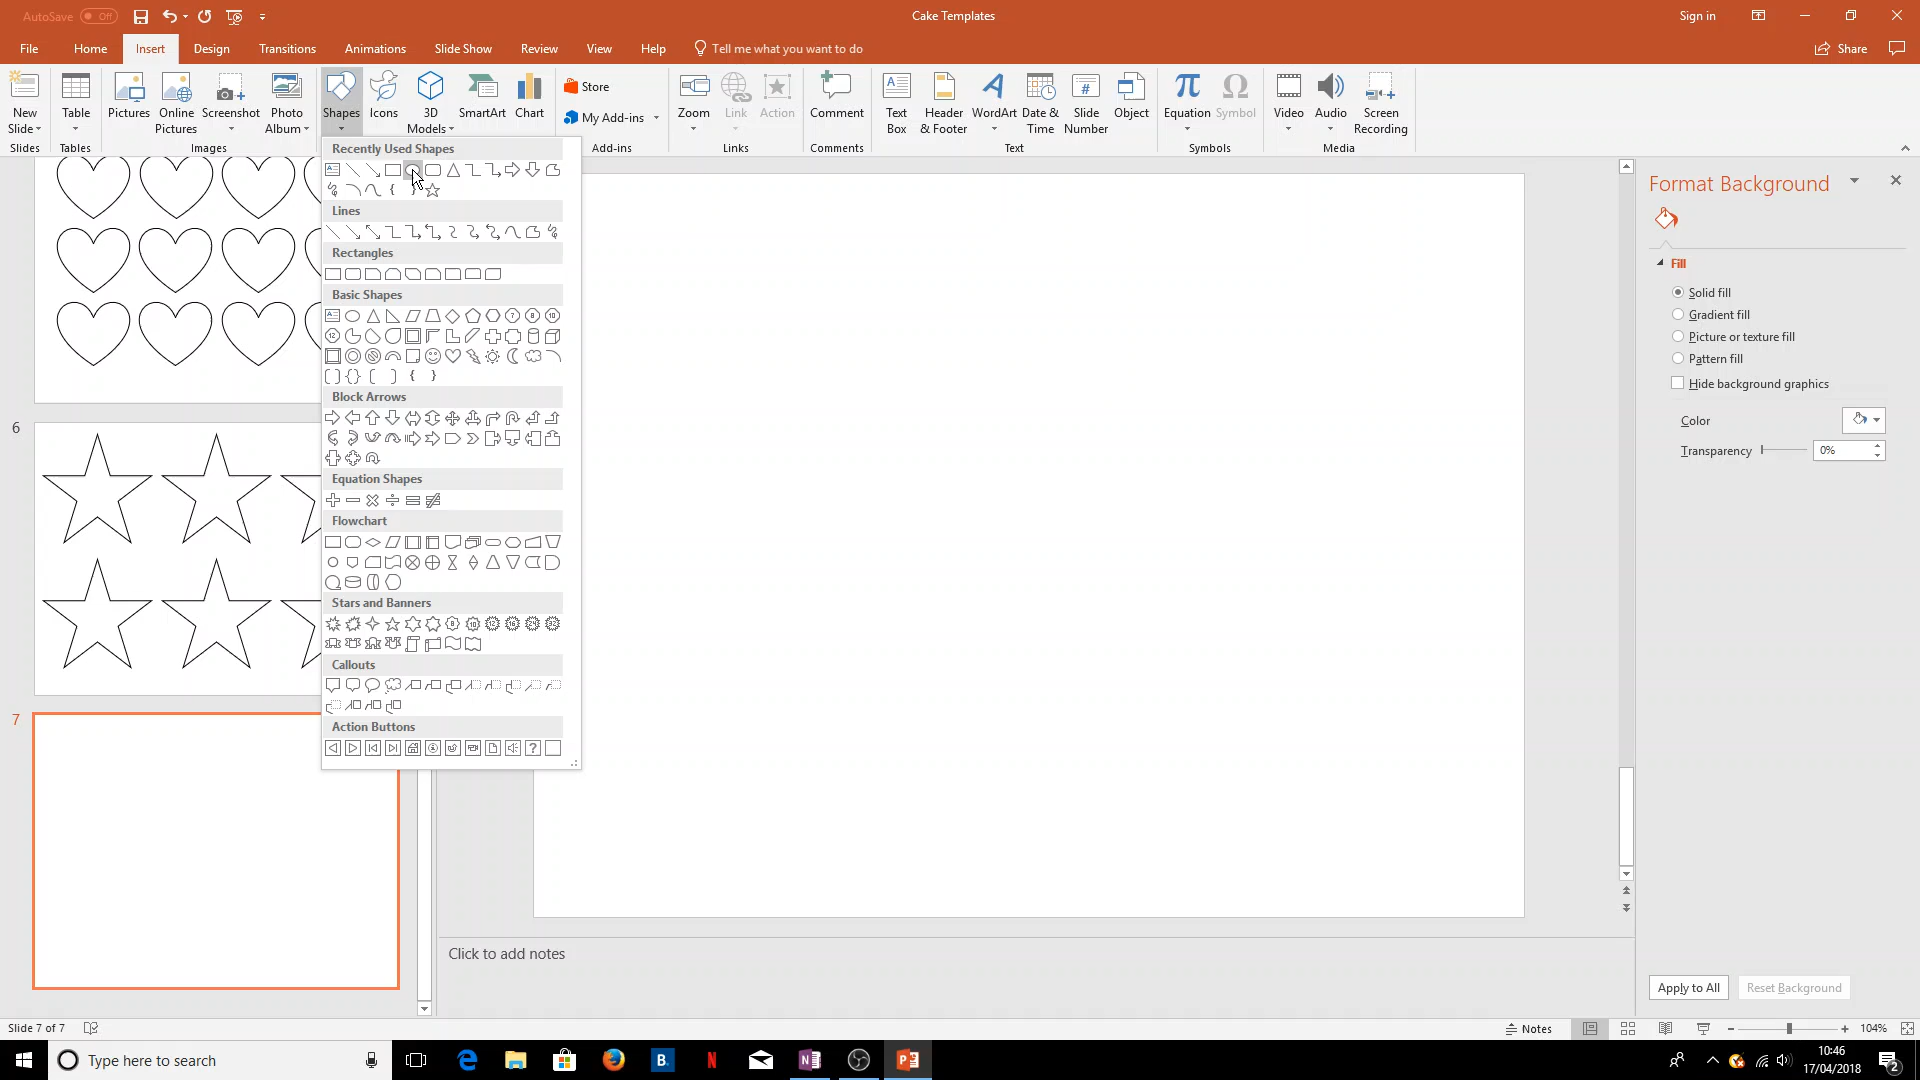 AutoSave Off
Cake Templates
Sign in
File Home Insert Design Transitions Animations Slide Show Review View Help Tell me what you want to do
Share
New Slide
Table
Pictures
Online Pictures
Screenshot
Photo Album
Shapes
Icons
3D Models
SmartArt
Chart
Store
My Add-ins
Zoom
Link
Action
Comment
Text Box
Header & Footer
WordArt
Date & Time
Slide Number
Object
Equation
Symbol
Video
Audio
Screen Recording
Slides Tables Images Add-ins Links Comments Text Symbols Media
Recently Used Shapes
Lines
Rectangles
Basic Shapes
Block Arrows
Equation Shapes
Flowchart
Stars and Banners
Callouts
Action Buttons
6
7
Click to add notes
Format Background
Fill
Solid fill
Gradient fill
Picture or texture fill
Pattern fill
Hide background graphics
Color
Transparency 0%
Apply to All
Reset Background
Slide 7 of 7
Notes
104%
Type here to search
10:46
17/04/2018
2